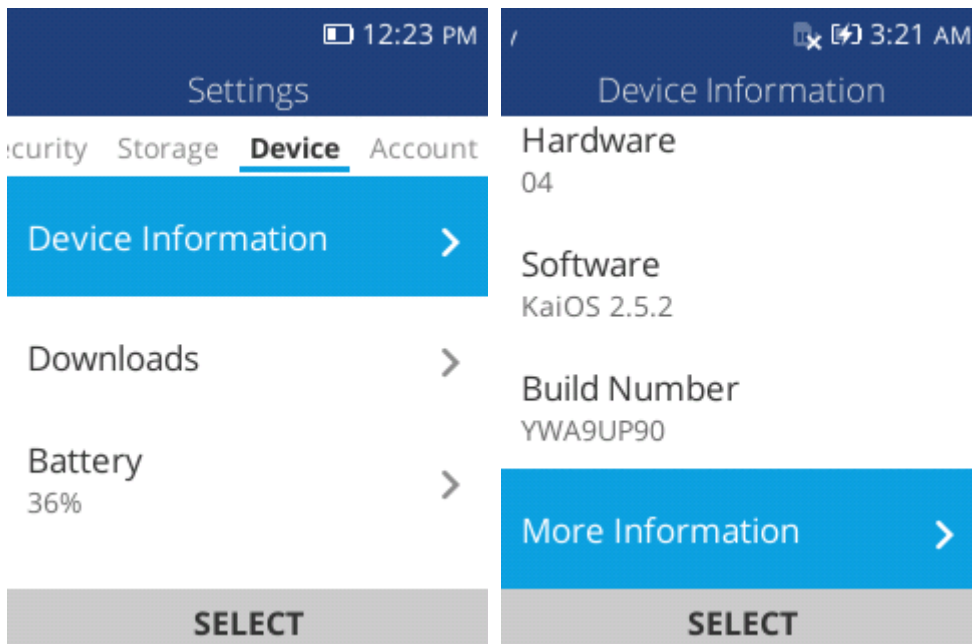 12:23 PM
Settings
ecurity Storage Device Account
Device Information
Downloads
Battery
36%
SELECT
3:21 AM
Device Information
Hardware
04
Software
KaiOS 2.5.2
Build Number
YWA9UP90
More Information
SELECT